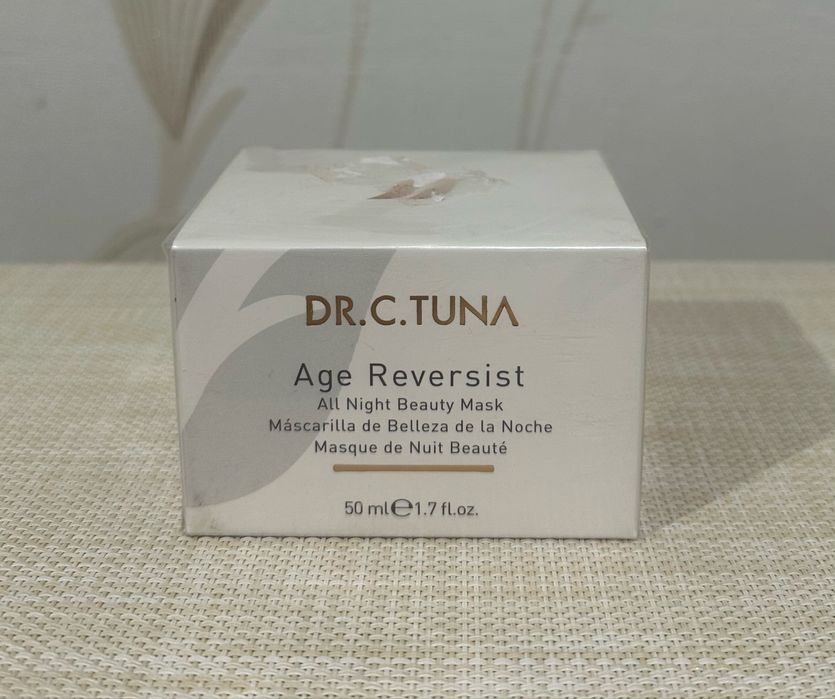 DR.C.TUNA
Age Reversist
All Night Beauty Mask
Máscarilla de Belleza de la Noche
Masque de Nuit Beauté
50 ml℮1.7 fl.oz.